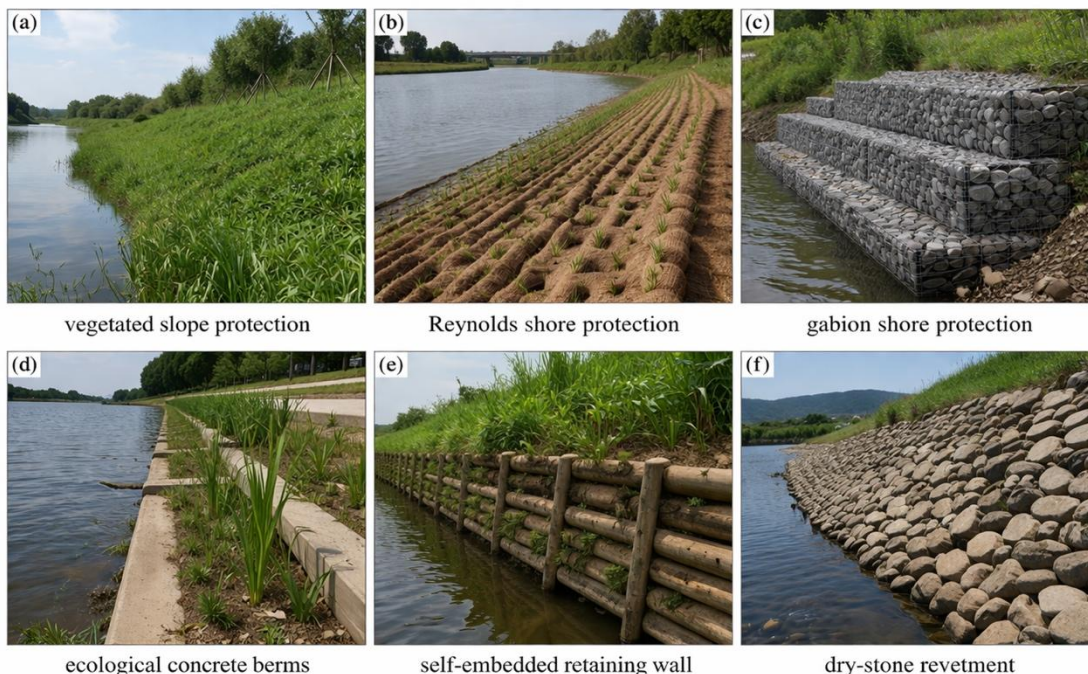 (a)
(b)
(c)
vegetated slope protection
Reynolds shore protection
gabion shore protection
(d)
(e)
(f)
ecological concrete berms
self-embedded retaining wall
dry-stone revetment